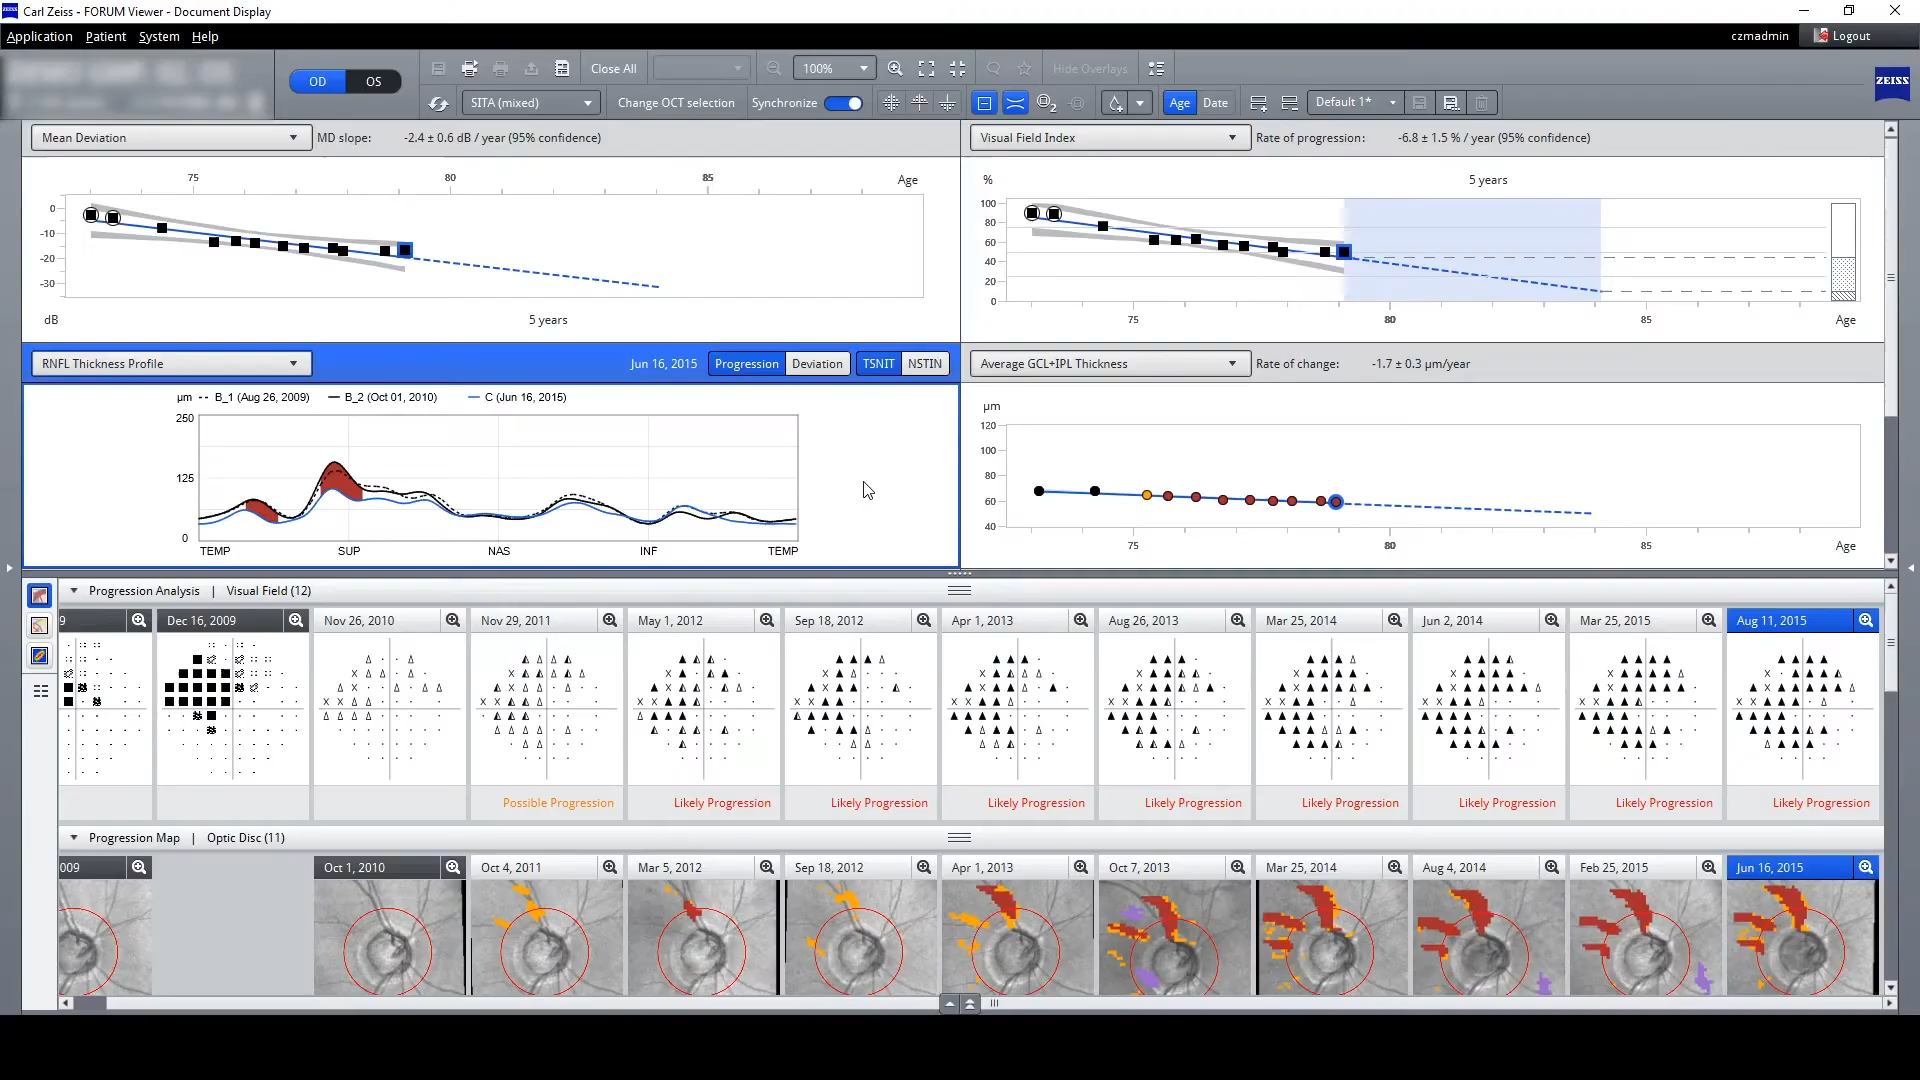 ZEISS Carl Zeiss - FORUM Viewer - Document Display
Application Patient System Help
czmadmin Logout
OD OS
Close All
100%
Hide Overlays
ZEISS
SITA (mixed)
Change OCT selection
Synchronize
Age Date
Default 1*
Mean Deviation
MD slope: -2.4 ± 0.6 dB / year (95% confidence)
75 80 85 Age
0
-10
-20
-30
dB
5 years
Visual Field Index
Rate of progression: -6.8 ± 1.5 % / year (95% confidence)
%
5 years
100
80
60
40
20
0
75 80 85 Age
RNFL Thickness Profile
Jun 16, 2015 Progression Deviation TSNIT NSTIN
µm B_1 (Aug 26, 2009) B_2 (Oct 01, 2010) C (Jun 16, 2015)
250
125
0
TEMP SUP NAS INF TEMP
Average GCL+IPL Thickness
Rate of change: -1.7 ± 0.3 µm/year
µm
120
100
80
60
40
75 80 85 Age
Progression Analysis | Visual Field (12)
9 Dec 16, 2009 Nov 26, 2010 Nov 29, 2011 May 1, 2012 Sep 18, 2012 Apr 1, 2013 Aug 26, 2013 Mar 25, 2014 Jun 2, 2014 Mar 25, 2015 Aug 11, 2015
Possible Progression Likely Progression Likely Progression Likely Progression Likely Progression Likely Progression Likely Progression Likely Progression Likely Progression
Progression Map | Optic Disc (11)
009 Oct 1, 2010 Oct 4, 2011 Mar 5, 2012 Sep 18, 2012 Apr 1, 2013 Oct 7, 2013 Mar 25, 2014 Aug 4, 2014 Feb 25, 2015 Jun 16, 2015